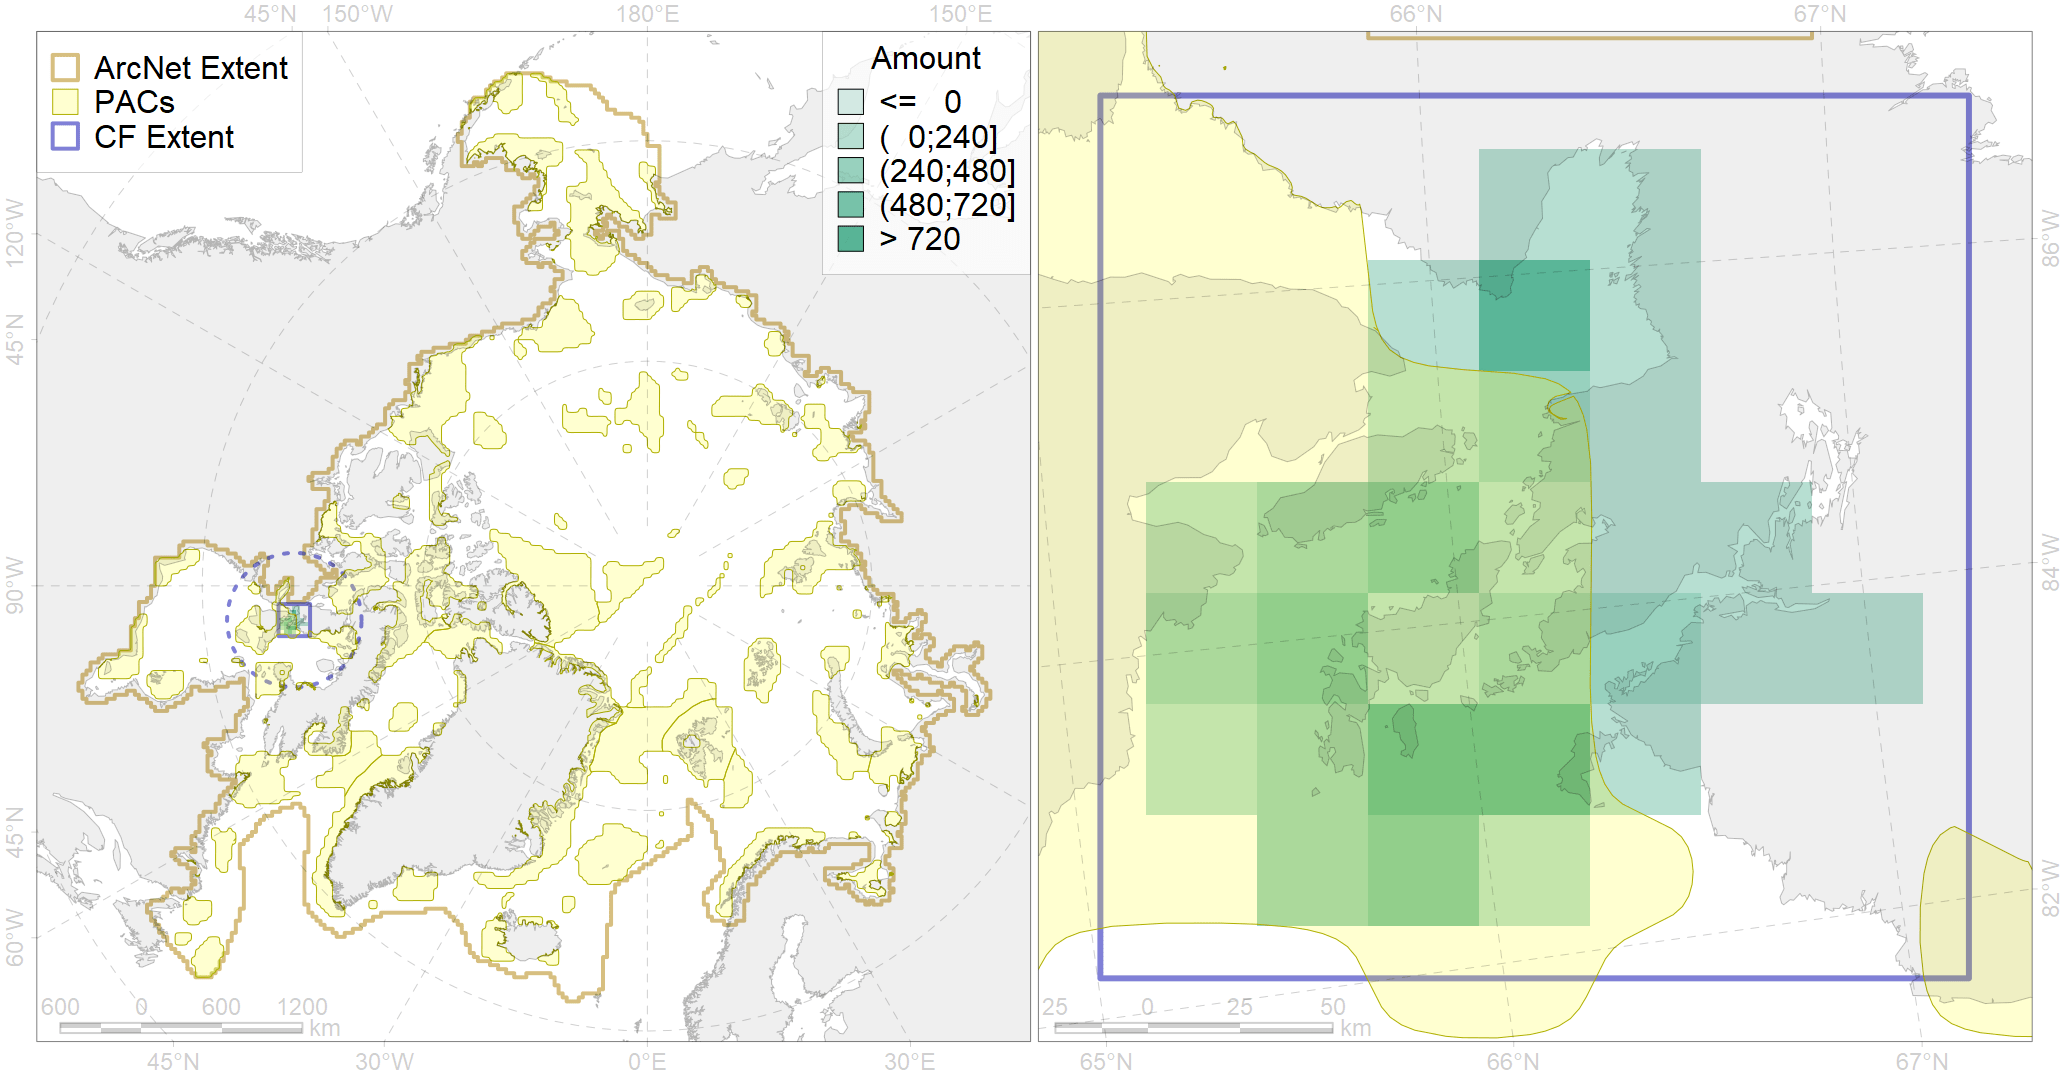 45°N 150°W 180°E 150°E 66°N 67°N
ArcNet Extent
PACs
CF Extent
Amount
<= 0
( 0;240]
(240;480]
(480;720]
> 720
120°W
45°N
90°W
45°N
60°W
86°W
84°W
82°W
600 0 600 1200
km
25 0 25 50
km
45°N 30°W 0°E 30°E 65°N 66°N 67°N